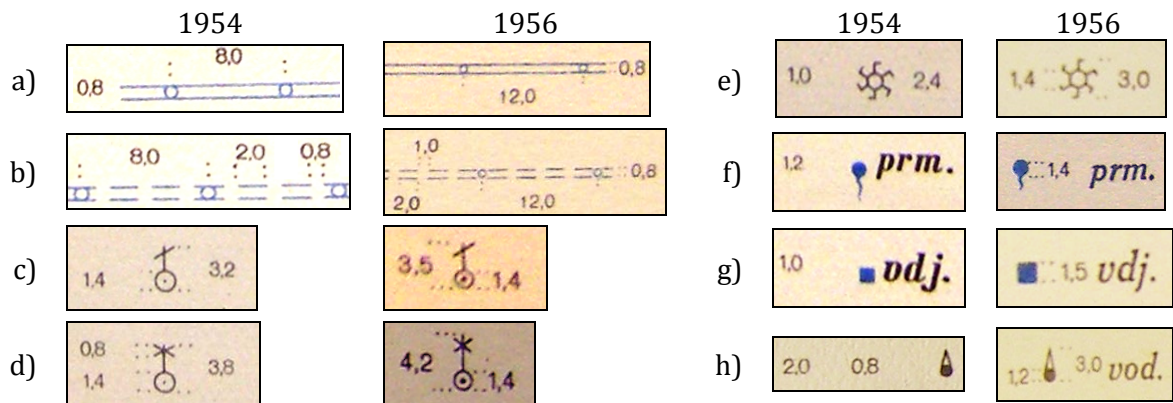 1954 1956 1954 1956
a) 8,0 0,8 0,8 12,0 e) 1,0 2,4 1,4 3,0
b) 8,0 2,0 0,8 1,0 0,8 2,0 12,0 f) 1,2 prm. 1,4 prm.
c) 1,4 3,2 3,5 1,4 g) 1,0 vdj. 1,5 vdj.
d) 0,8 1,4 3,8 4,2 1,4 h) 2,0 0,8 1,2 3,0 vod.